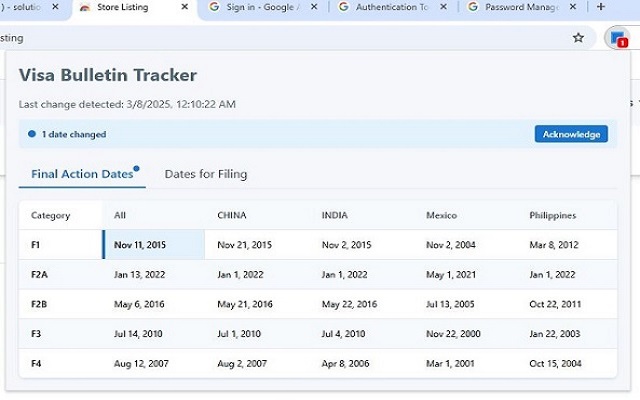 ) - solutio
Store Listing
Sign in - Google A
Authentication To
Password Manag
sting
1
Visa Bulletin Tracker
Last change detected: 3/8/2025, 12:10:22 AM
1 date changed Acknowledge
Final Action Dates Dates for Filing
Category All CHINA INDIA Mexico Philippines
F1 Nov 11, 2015 Nov 21, 2015 Nov 2, 2015 Nov 2, 2004 Mar 8, 2012
F2A Jan 13, 2022 Jan 1, 2022 Jan 1, 2022 May 1, 2021 Jan 1, 2022
F2B May 6, 2016 May 21, 2016 May 22, 2016 Jul 13, 2005 Oct 22, 2011
F3 Jul 14, 2010 Jul 1, 2010 Jul 4, 2010 Nov 22, 2000 Jan 22, 2003
F4 Aug 12, 2007 Aug 2, 2007 Apr 8, 2006 Mar 1, 2001 Oct 15, 2004